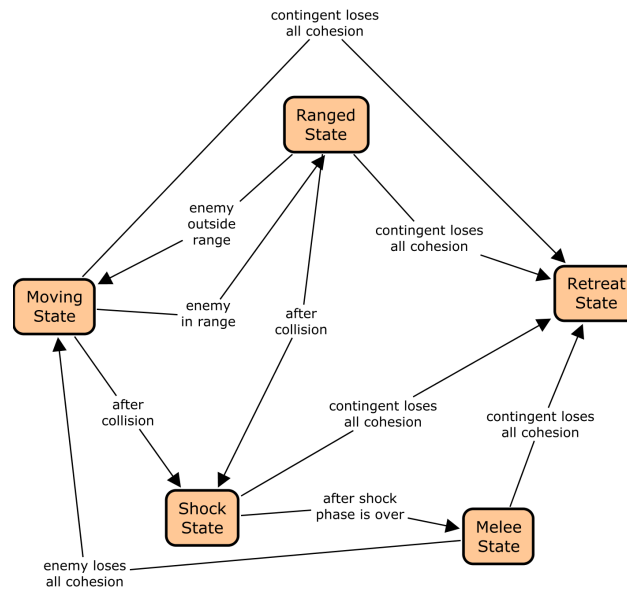 contingent loses
all cohesion
Ranged
State
enemy
outside
range
contingent loses
all cohesion
Moving
State
Retreat
State
enemy
in range
after
collision
after
collision
contingent loses
all cohesion
contingent loses
all cohesion
Shock
State
after shock
phase is over
Melee
State
enemy loses
all cohesion